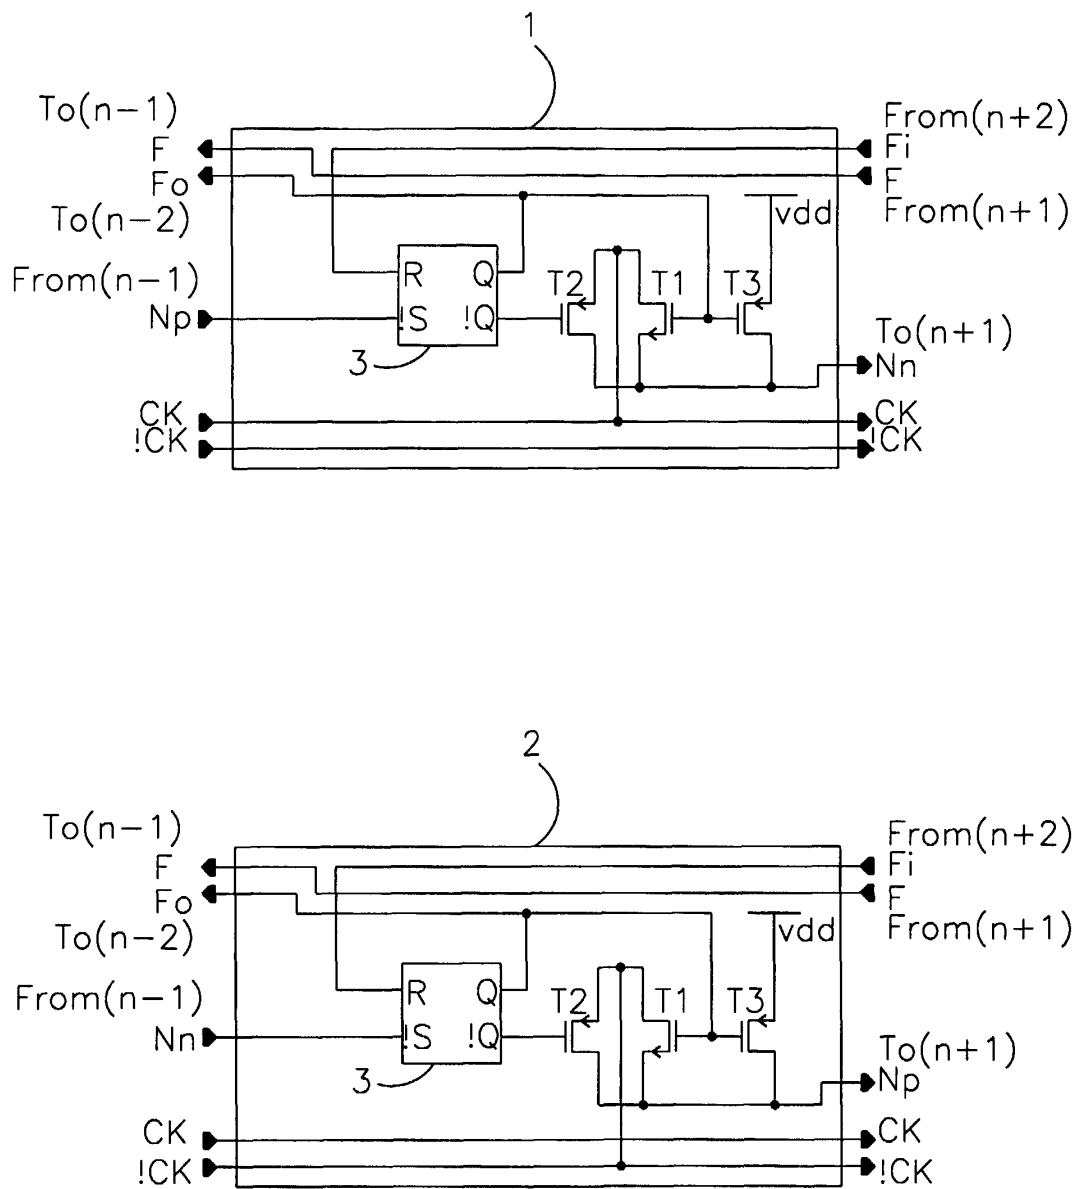 1
To(n-1)
From(n+2)
F
Fi
Fo
F
To(n-2)
vdd
From(n+1)
From(n-1)
R
Q
T2
T1
T3
Np
!S
!Q
To(n+1)
3
Nn
CK
CK
!CK
!CK
2
To(n-1)
From(n+2)
F
Fi
Fo
F
To(n-2)
vdd
From(n+1)
From(n-1)
R
Q
T2
T1
T3
Nn
!S
!Q
To(n+1)
3
Np
CK
CK
!CK
!CK